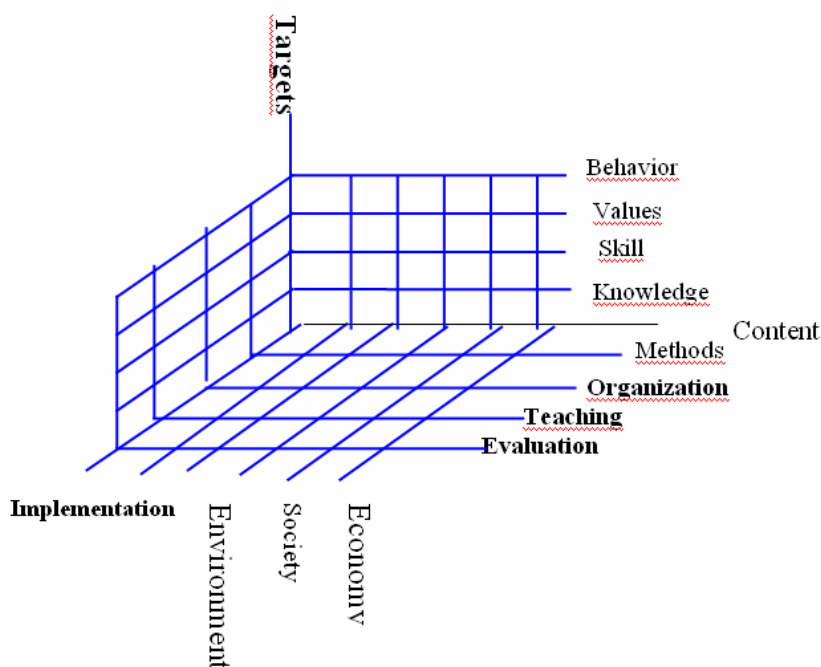 Targets
Behavior
Values
Skill
Knowledge
Content
Methods
Organization
Teaching
Evaluation
Implementation
Environment
Society
Economy